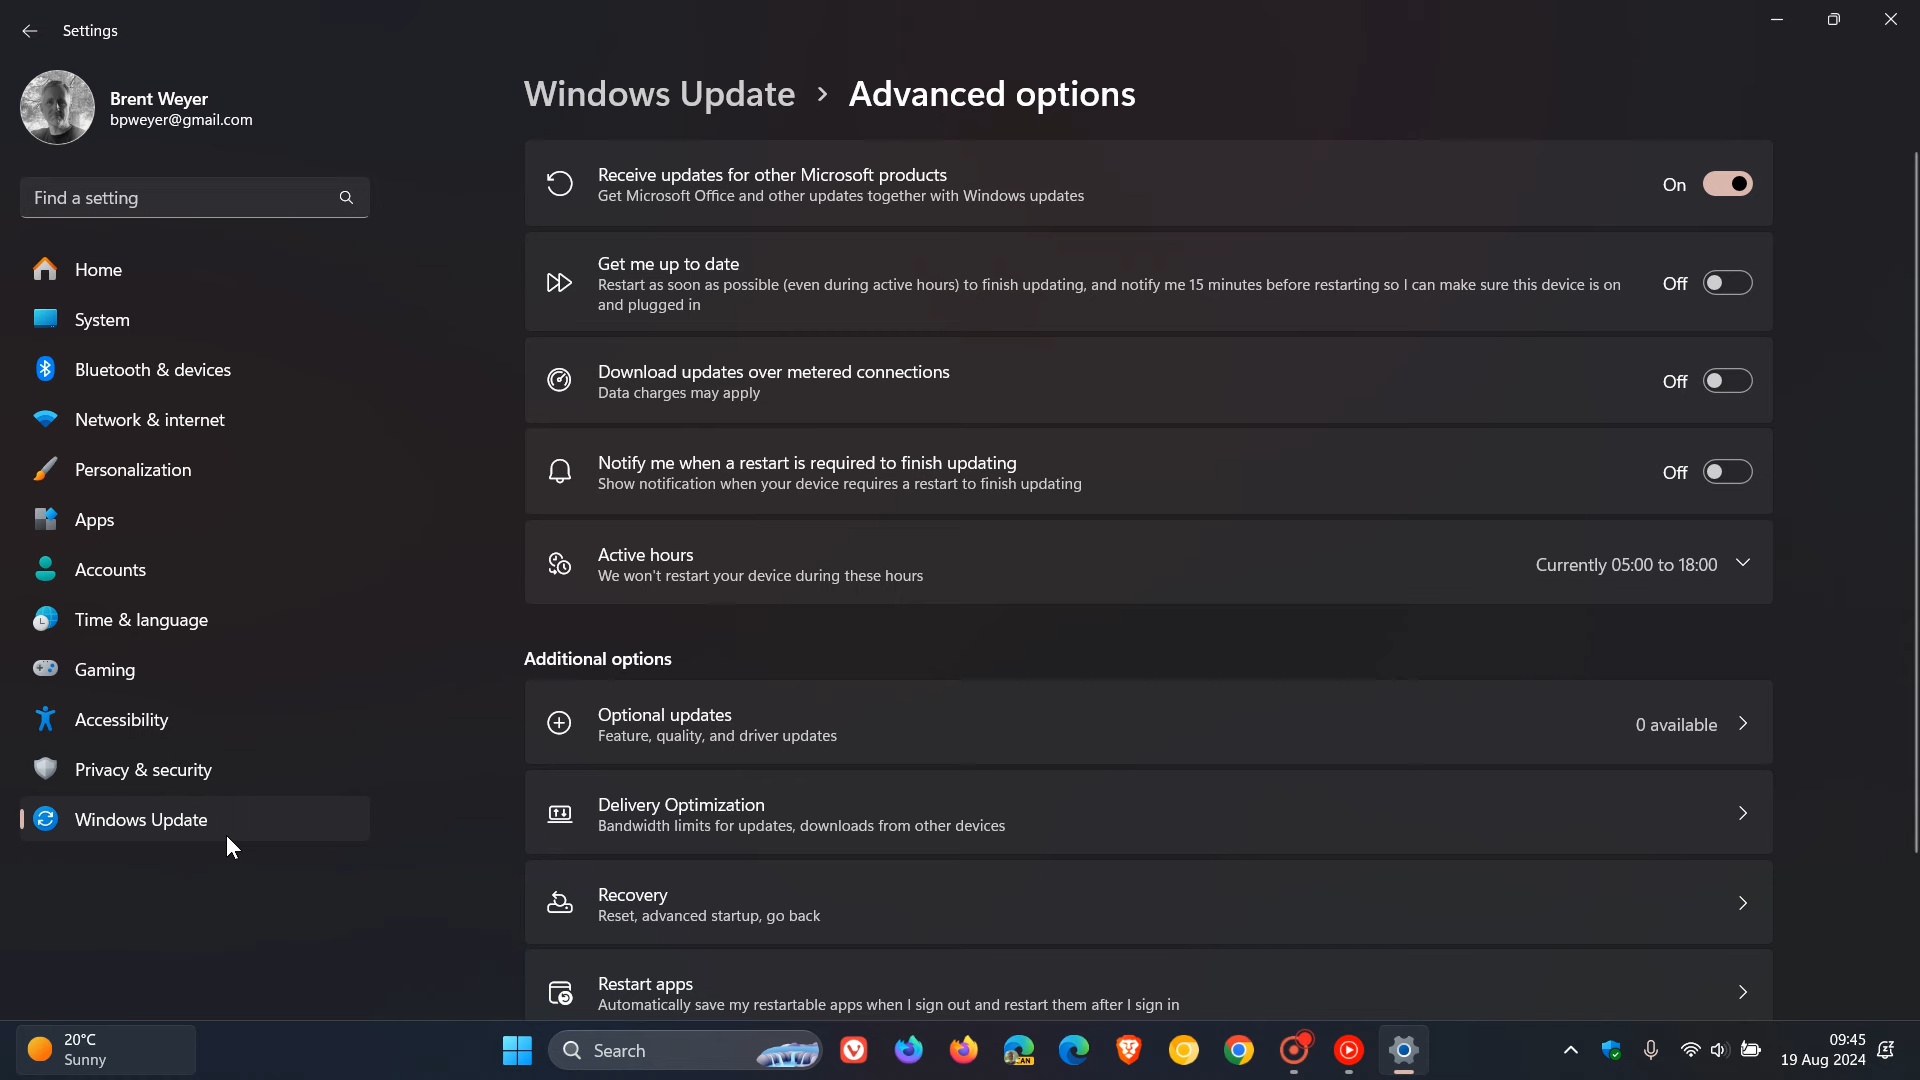 Settings
Brent Weyer
bpweyer@gmail.com
Find a setting
Home
System
Bluetooth & devices
Network & internet
Personalization
Apps
Accounts
Time & language
Gaming
Accessibility
Privacy & security
Windows Update
Windows Update > Advanced options
Receive updates for other Microsoft products
Get Microsoft Office and other updates together with Windows updates
On
Get me up to date
Restart as soon as possible (even during active hours) to finish updating, and notify me 15 minutes before restarting so I can make sure this device is on
and plugged in
Off
Download updates over metered connections
Data charges may apply
Off
Notify me when a restart is required to finish updating
Show notification when your device requires a restart to finish updating
Off
Active hours
We won't restart your device during these hours
Currently 05:00 to 18:00
Additional options
Optional updates
Feature, quality, and driver updates
0 available
Delivery Optimization
Bandwidth limits for updates, downloads from other devices
Recovery
Reset, advanced startup, go back
Restart apps
Automatically save my restartable apps when I sign out and restart them after I sign in
20°C
Sunny
Search
CAN
09:45
19 Aug 2024